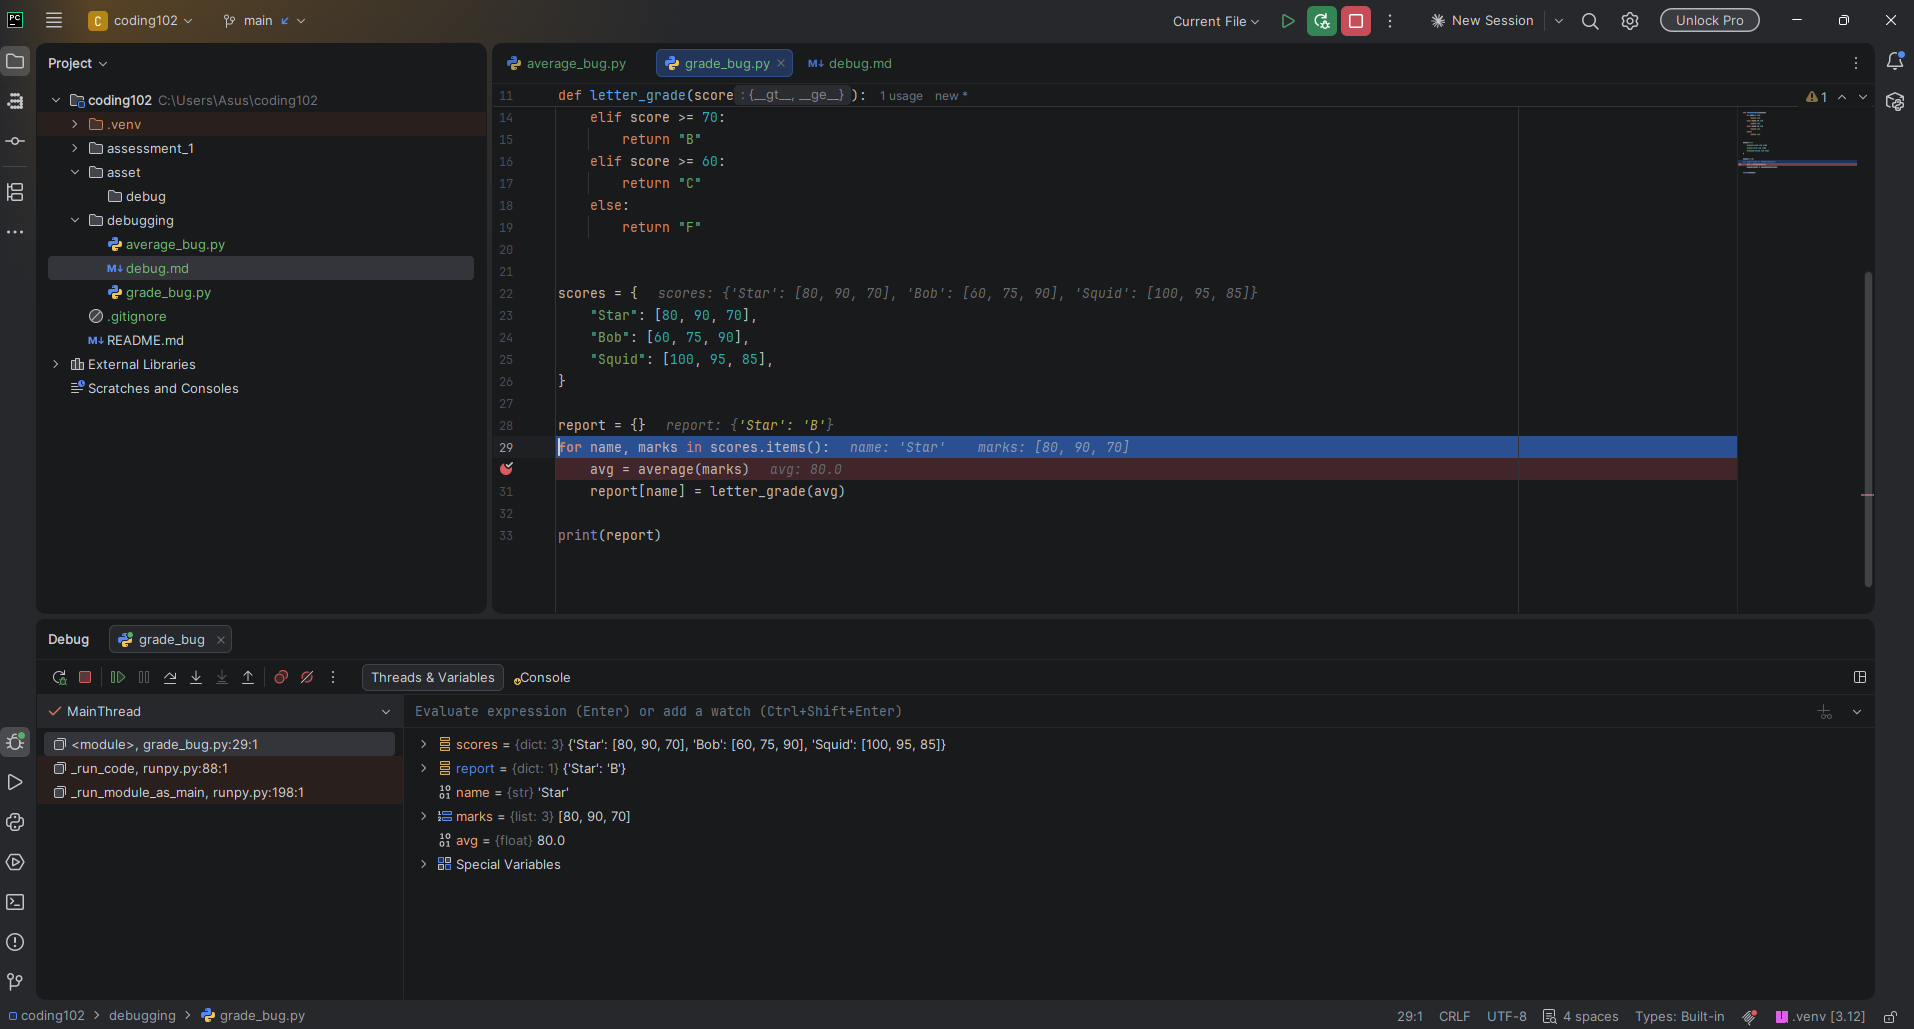 PC
C coding102
main
Current File
New Session
Unlock Pro
Project
coding102 C:\Users\Asus\coding102
.venv
assessment_1
asset
debug
debugging
average_bug.py
M↓ debug.md
grade_bug.py
.gitignore
M↓ README.md
External Libraries
Scratches and Consoles
average_bug.py
grade_bug.py
M↓ debug.md
11 def letter_grade(score : {__gt__, __ge__} ): 1 usage new *
1
14 elif score >= 70:
15 return "B"
16 elif score >= 60:
17 return "C"
18 else:
19 return "F"
20
21
22 scores = { scores: {'Star': [80, 90, 70], 'Bob': [60, 75, 90], 'Squid': [100, 95, 85]}
23 "Star": [80, 90, 70],
24 "Bob": [60, 75, 90],
25 "Squid": [100, 95, 85],
26 }
27
28 report = {} report: {'Star': 'B'}
29 for name, marks in scores.items(): name: 'Star' marks: [80, 90, 70]
avg = average(marks) avg: 80.0
31 report[name] = letter_grade(avg)
32
33 print(report)
Debug
grade_bug
Threads & Variables
Console
MainThread
<module>, grade_bug.py:29:1
_run_code, runpy.py:88:1
_run_module_as_main, runpy.py:198:1
Evaluate expression (Enter) or add a watch (Ctrl+Shift+Enter)
scores = {dict: 3} {'Star': [80, 90, 70], 'Bob': [60, 75, 90], 'Squid': [100, 95, 85]}
report = {dict: 1} {'Star': 'B'}
name = {str} 'Star'
marks = {list: 3} [80, 90, 70]
avg = {float} 80.0
Special Variables
coding102 > debugging > grade_bug.py
29:1 CRLF UTF-8 4 spaces Types: Built-in .venv [3.12]